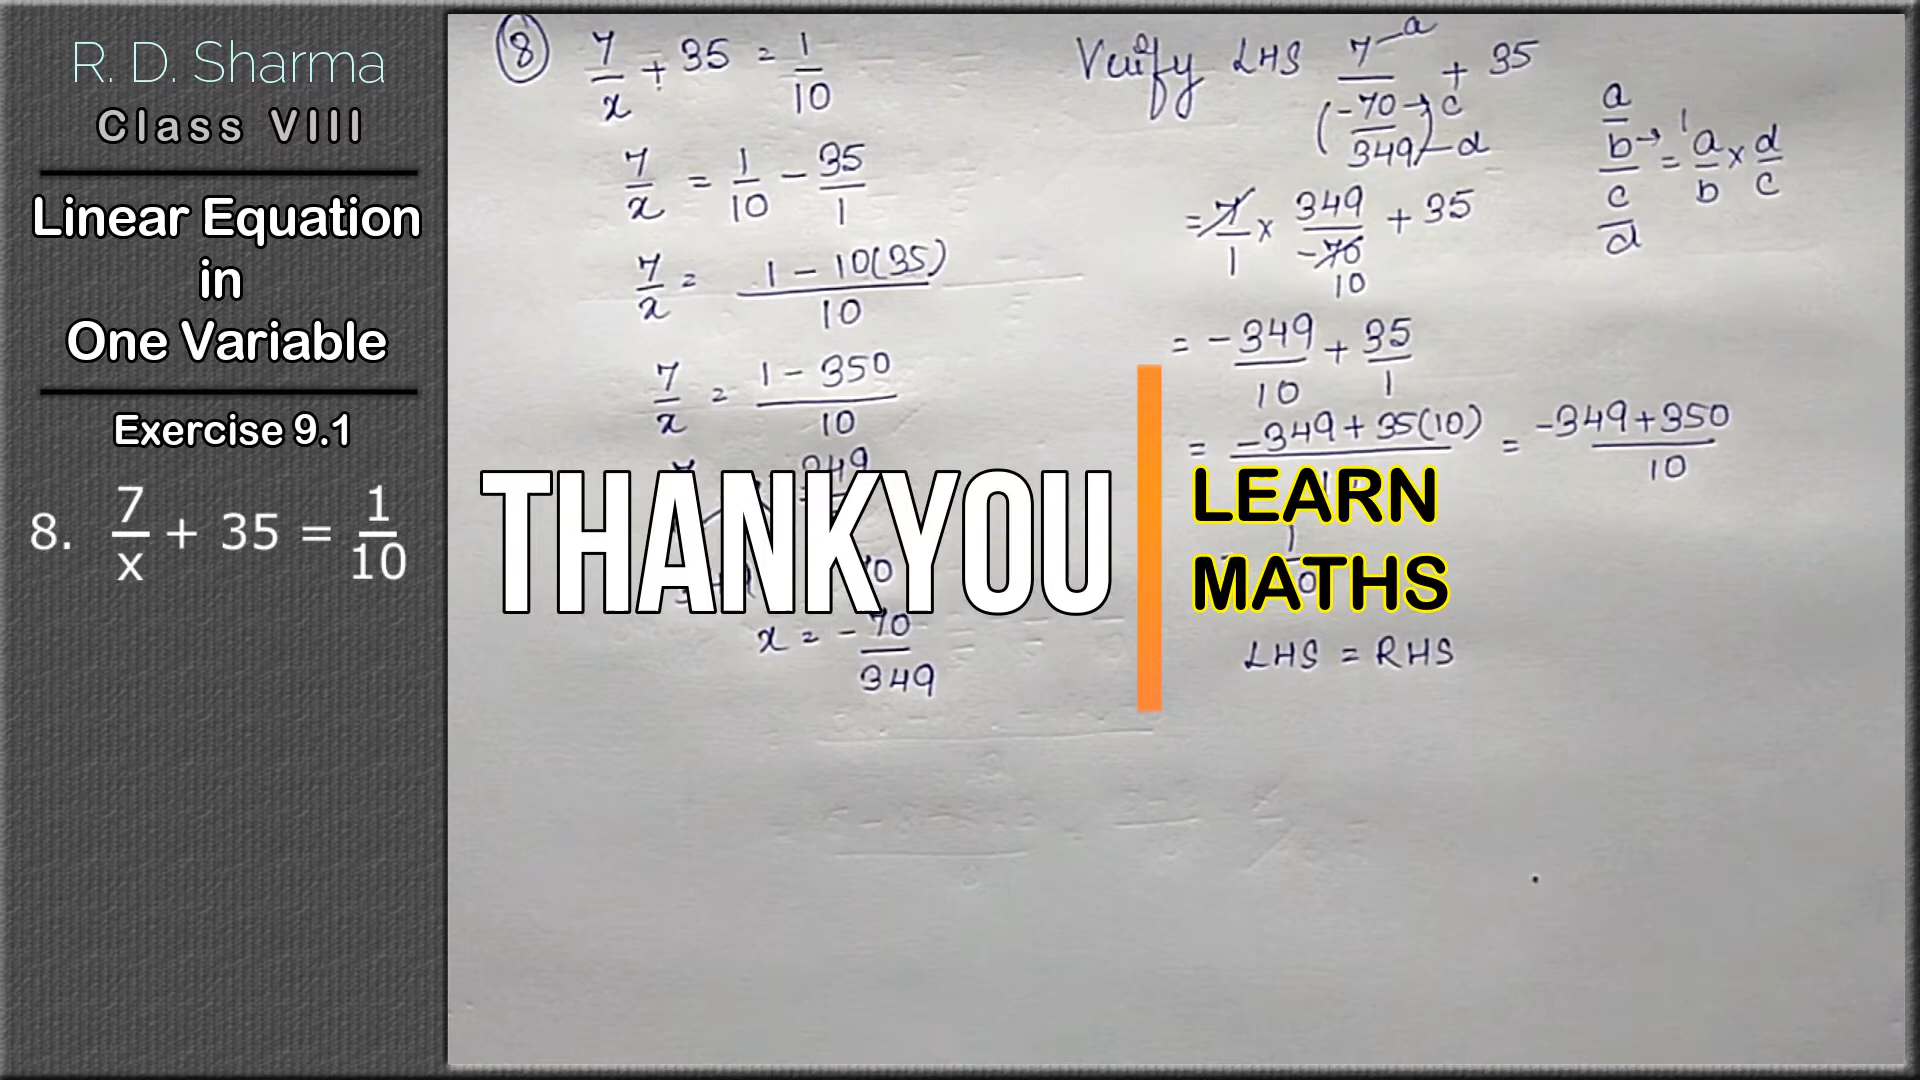 R. D. Sharma
Class VIII
Linear Equation
in
One Variable
Exercise 9.1
8. 7/x + 35 = 1/10
⑧ 7/x + 35 = 1/10
7/x = 1/10 - 35/1
7/x = 1 - 10(35)/10
7/x = 1 - 350/10
x = -70/349
Verify LHS 7-a/(-70→c/349)-d + 35
a/b→/c/d = a/b × d/c
= 7/1 × 349/-70 10 + 35
= -349/10 + 35/1
= -349 + 35(10) = -349 + 350/10
LHS = RHS
THANKYOU
LEARN
MATHS